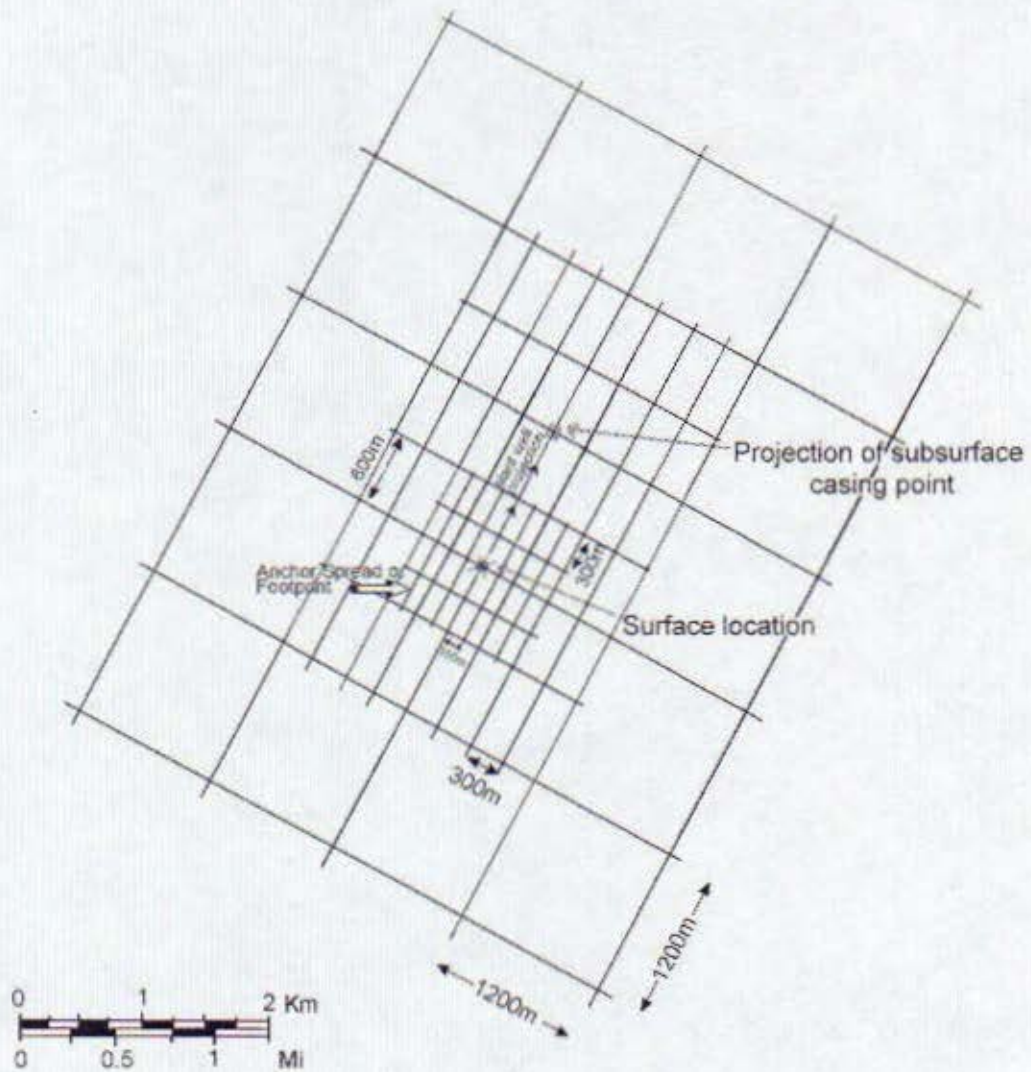 Projection of subsurface
casing point
600m
300m
Anchor Spread or
Footpoint
Surface location
300m
1200m
1200m
0 1 2 Km
0 0.5 1 Mi